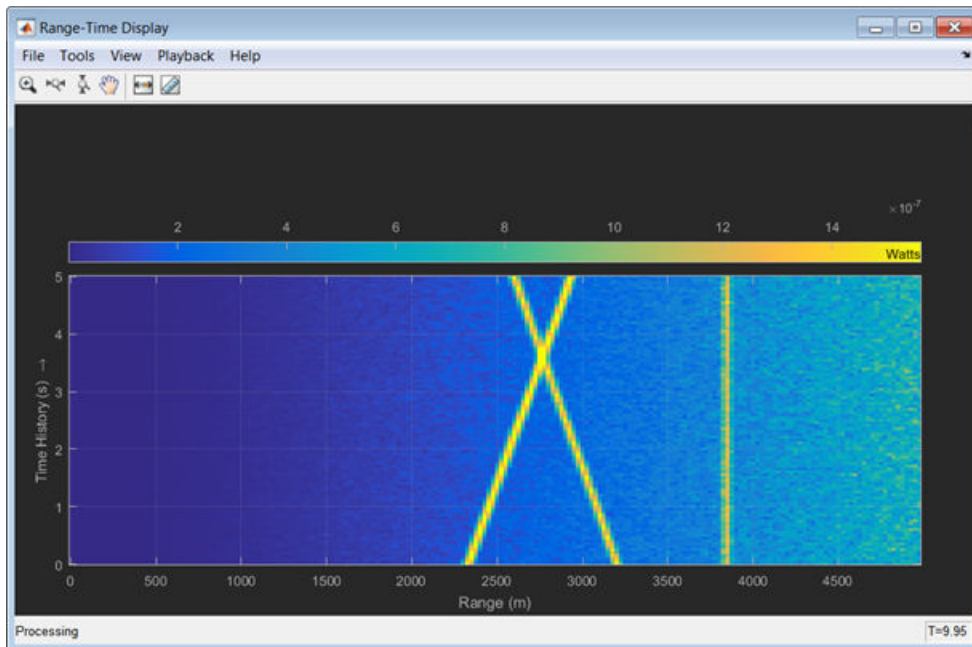 Range-Time Display
File Tools View Playback Help
×10⁻⁷
2 4 6 8 10 12 14
Watts
5
4
3
2
1
0
Time History (s) →
0 500 1000 1500 2000 2500 3000 3500 4000 4500
Range (m)
Processing T=9.95